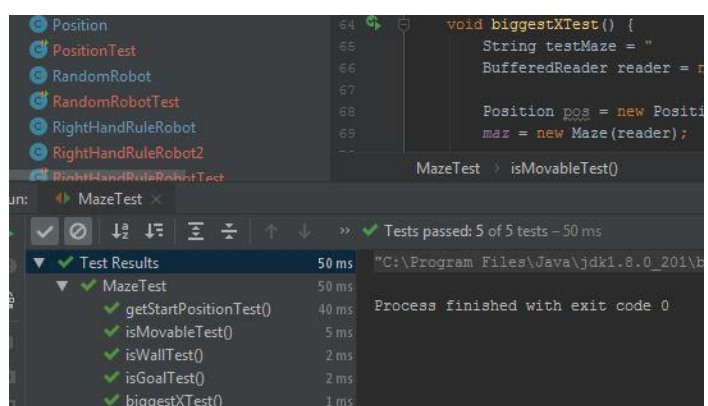 Position
PositionTest
RandomRobot
RandomRobotTest
RightHandRuleRobot
RightHandRuleRobot2
RightHandRuleRobotTest
64 void biggestXTest() {
65 String testMaze = "
66 BufferedReader reader = n
67
68 Position pos = new Positi
69 maz = new Maze(reader);
MazeTest > isMovableTest()
un: MazeTest ×
» Tests passed: 5 of 5 tests – 50 ms
Test Results 50 ms
"C:\Program Files\Java\jdk1.8.0_201\b
MazeTest 50 ms
getStartPositionTest() 40 ms
Process finished with exit code 0
isMovableTest() 5 ms
isWallTest() 2 ms
isGoalTest() 2 ms
biggestXTest() 1 ms